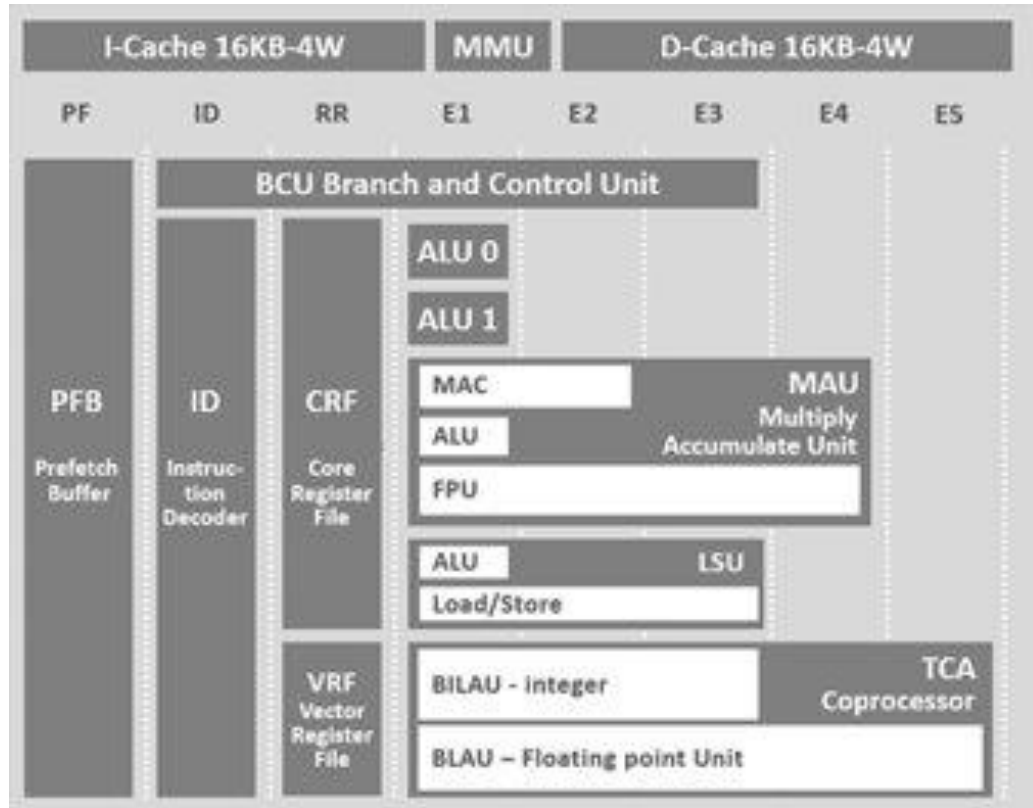 I-Cache 16KB-4W MMU D-Cache 16KB-4W
PF ID RR E1 E2 E3 E4 E5
BCU Branch and Control Unit
ALU 0
ALU 1
PFB
Prefetch
Buffer
ID
Instruc-
tion
Decoder
CRF
Core
Register
File
MAC
ALU
FPU
MAU
Multiply
Accumulate Unit
ALU
Load/Store
LSU
VRF
Vector
Register
File
BILAU - integer
BLAU – Floating point Unit
TCA
Coprocessor